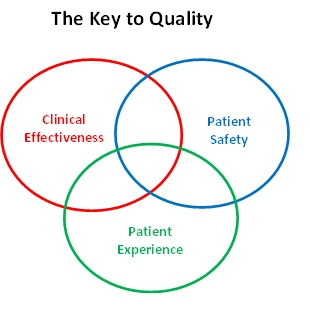 The Key to Quality
Clinical
Effectiveness
Patient
Safety
Patient
Experience